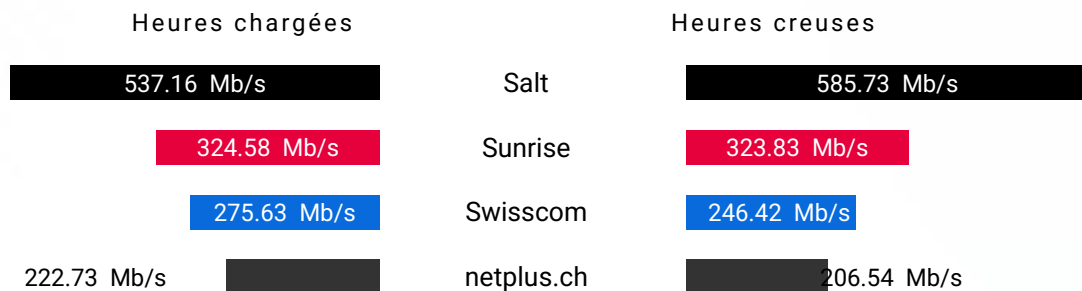 Heures chargées Heures creuses
537.16 Mb/s Salt 585.73 Mb/s
324.58 Mb/s Sunrise 323.83 Mb/s
275.63 Mb/s Swisscom 246.42 Mb/s
222.73 Mb/s netplus.ch 206.54 Mb/s